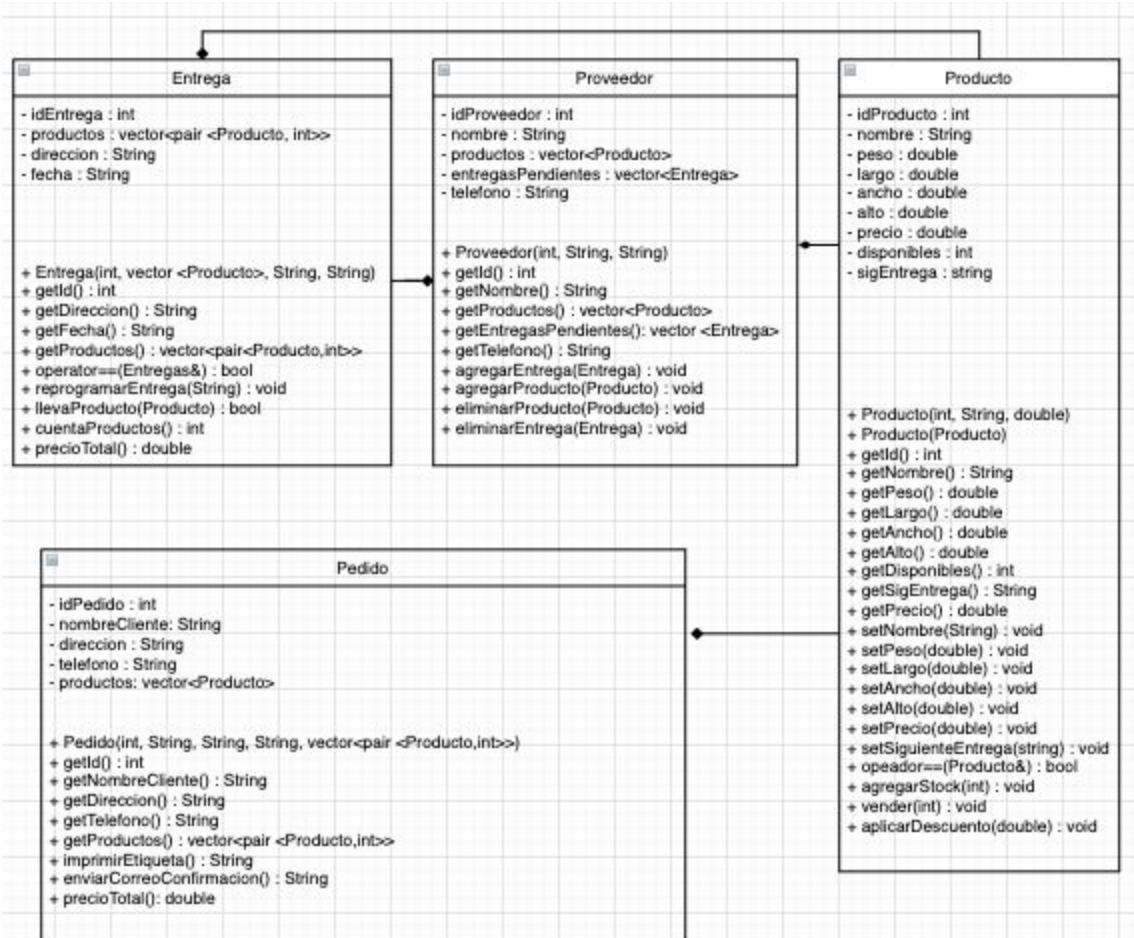 Entrega
- idEntrega : int
- productos : vector<pair <Producto, int>>
- direccion : String
- fecha : String
+ Entrega(int, vector <Producto>, String, String)
+ getId() : int
+ getDireccion() : String
+ getFecha() : String
+ getProductos() : vector<pair<Producto,int>>
+ operator==(Entregas&) : bool
+ reprogramarEntrega(String) : void
+ llevaProducto(Producto) : bool
+ cuentaProductos() : int
+ precioTotal() : double
Proveedor
- idProveedor : int
- nombre : String
- productos : vector<Producto>
- entregasPendientes : vector<Entrega>
- telefono : String
+ Proveedor(int, String, String)
+ getId() : int
+ getNombre() : String
+ getProductos() : vector<Producto>
+ getEntregasPendientes(): vector <Entrega>
+ getTelefono() : String
+ agregarEntrega(Entrega) : void
+ agregarProducto(Producto) : void
+ eliminarProducto(Producto) : void
+ eliminarEntrega(Entrega) : void
Producto
- idProducto : int
- nombre : String
- peso : double
- largo : double
- ancho : double
- alto : double
- precio : double
- disponibles : int
- sigEntrega : string
+ Producto(int, String, double)
+ Producto(Producto)
+ getId() : int
+ getNombre() : String
+ getPeso() : double
+ getLargo() : double
+ getAncho() : double
+ getAlto() : double
+ getDisponibles() : int
+ getSigEntrega() : String
+ getPrecio() : double
+ setNombre(String) : void
+ setPeso(double) : void
+ setLargo(double) : void
+ setAncho(double) : void
+ setAlto(double) : void
+ setPrecio(double) : void
+ setSiguienteEntrega(string) : void
+ opeador==(Producto&) : bool
+ agregarStock(int) : void
+ vender(int) : void
+ aplicarDescuento(double) : void
Pedido
- idPedido : int
- nombreCliente: String
- direccion : String
- telefono : String
- productos: vector<Producto>
+ Pedido(int, String, String, String, vector<pair <Producto,int>>)
+ getId() : int
+ getNombreCliente() : String
+ getDireccion() : String
+ getTelefono() : String
+ getProductos() : vector<pair <Producto,int>>
+ imprimirEtiqueta() : String
+ enviarCorreoConfirmacion() : String
+ precioTotal(): double